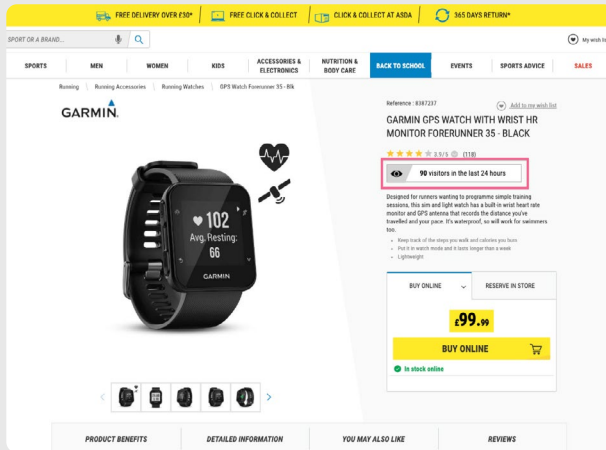 FREE DELIVERY OVER £30*
FREE CLICK & COLLECT
CLICK & COLLECT AT ASDA
365 DAYS RETURN*
SPORT OR A BRAND...
My wish lis
SPORTS
MEN
WOMEN
KIDS
ACCESSORIES &
ELECTRONICS
NUTRITION &
BODY CARE
BACK TO SCHOOL
EVENTS
SPORTS ADVICE
SALES
Running
Running Accessories
Running Watches
GPS Watch Forerunner 35 - Blk
GARMIN.
102
Avg. Resting:
66
GARMIN
Reference : 8387237
Add to my wish list
GARMIN GPS WATCH WITH WRIST HR
MONITOR FORERUNNER 35 - BLACK
3.9/5
(118)
90 visitors in the last 24 hours
Designed for runners wanting to programme simple training
sessions, this sim and light watch has a built in wrist heart rate
monitor and GPS antenna that records the distance you've
travelled and your pace. It's waterproof, so will work for swimmers
too.
Keep track of the steps you walk and calories you burn
Put it in watch mode and it lasts longer than a week
Lightweight
BUY ONLINE
RESERVE IN STORE
£99.99
BUY ONLINE
In stock online
PRODUCT BENEFITS
DETAILED INFORMATION
YOU MAY ALSO LIKE
REVIEWS